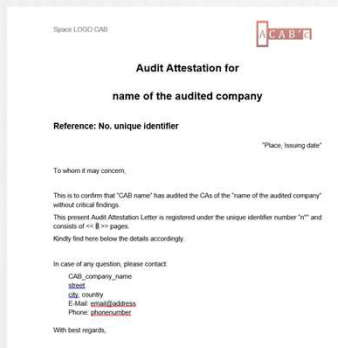 Space LOGO CAB
ACAB'c
Audit Attestation for
name of the audited company
Reference: No. unique identifier
"Place, Issuing date"
To whom it may concern,
This is to confirm that "CAB name" has audited the CAs of the "name of the audited company"
without critical findings.
This present Audit Attestation Letter is registered under the unique identifier number "n°" and
consists of << >> pages.
Kindly find here below the details accordingly.
In case of any question, please contact:
CAB_company_name
street
city, country
E-Mail: email@address
Phone: phonenumber
With best regards,